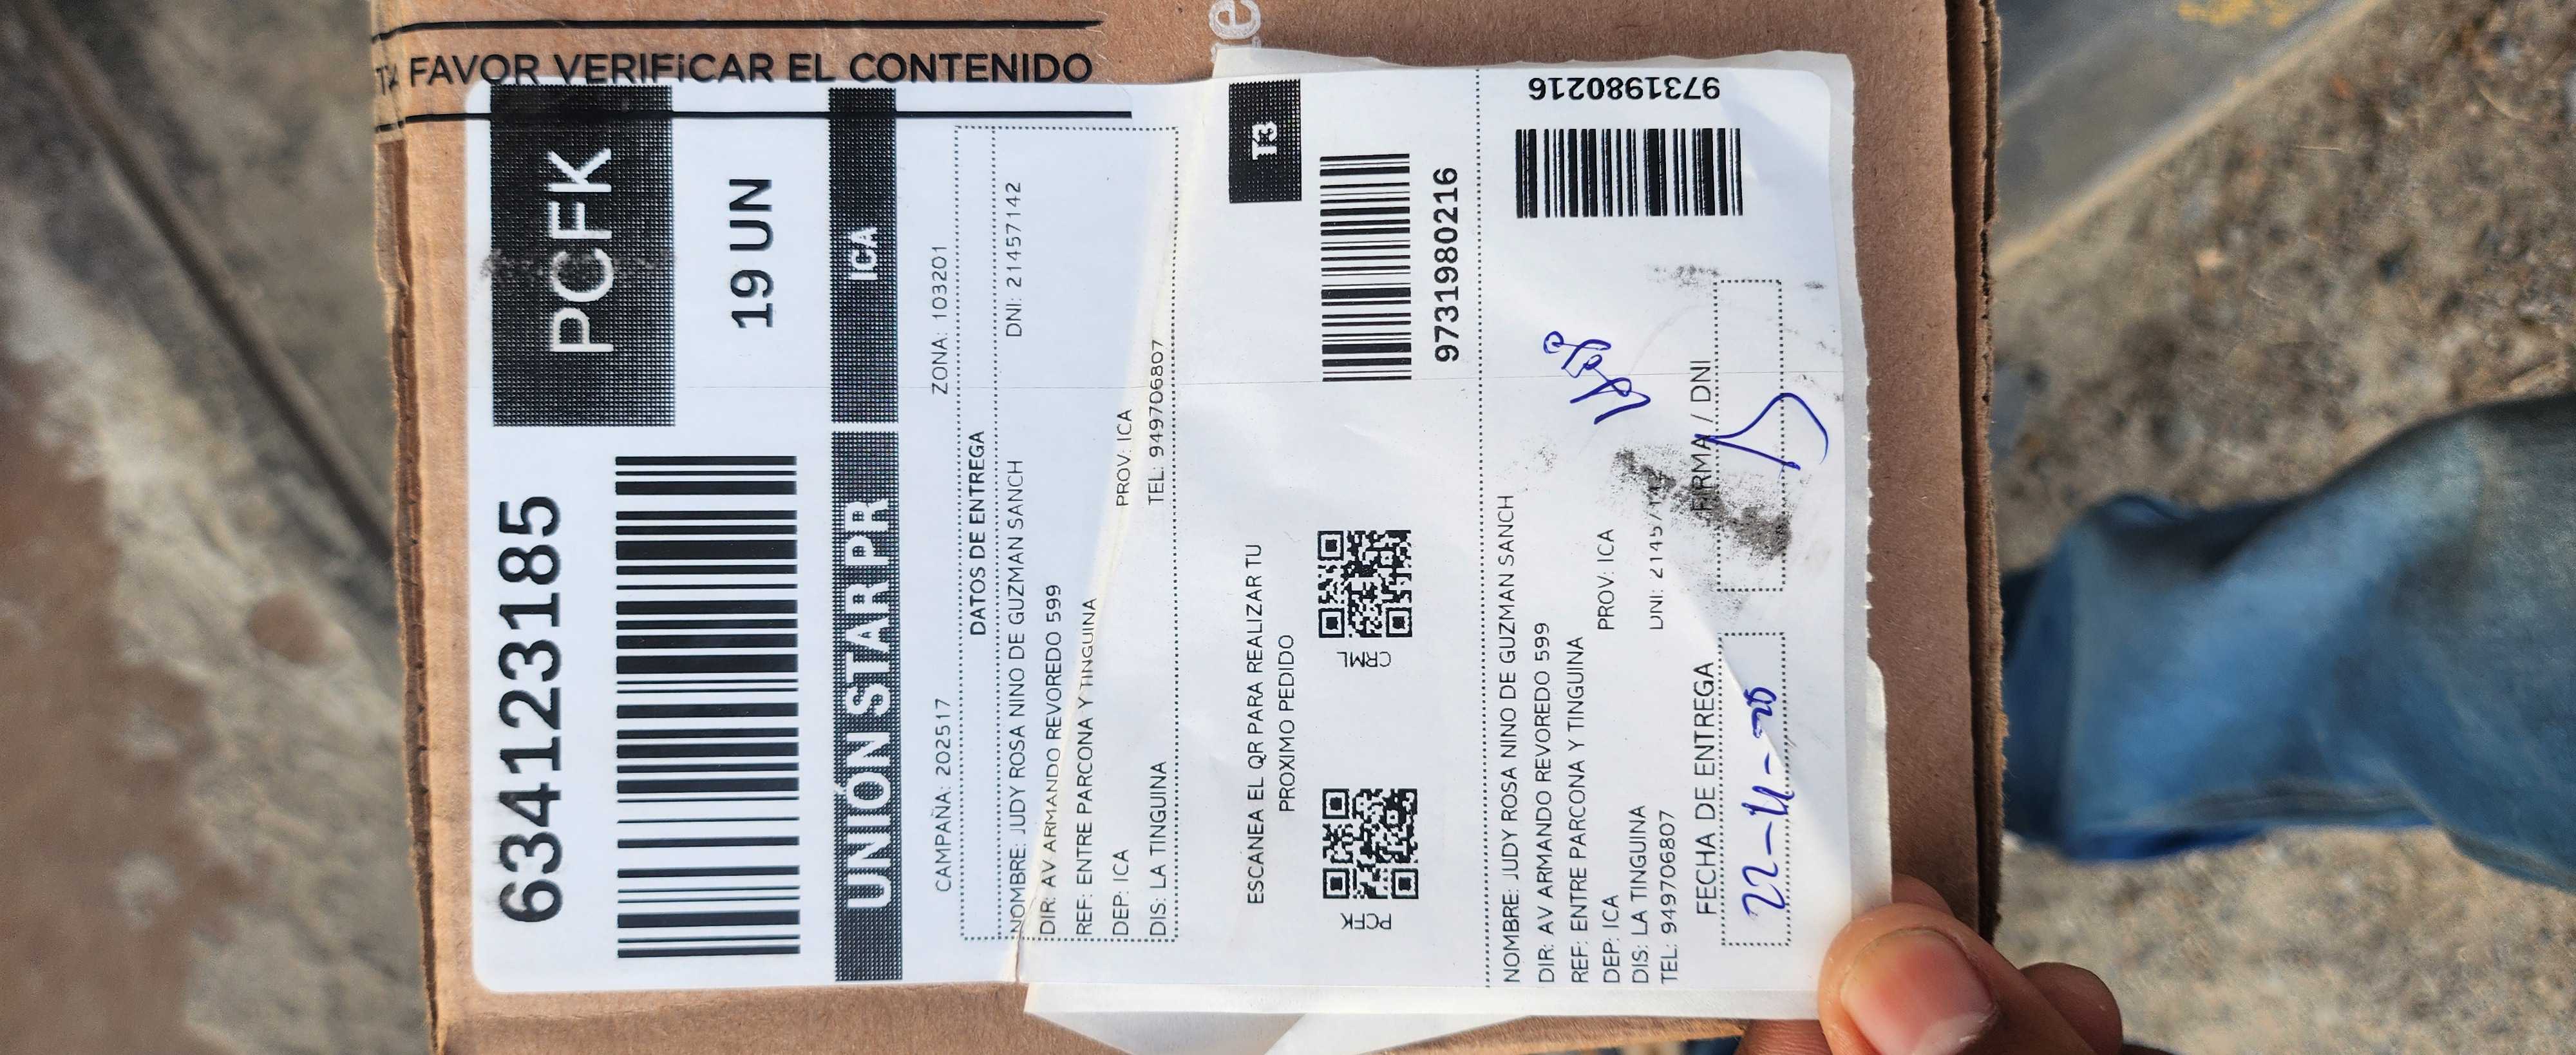 FAVOR VERIFICAR EL CONTENIDO
6341231185
PCFK
19 UN
UNIÓN STAR PR
ICA
CAMPAÑA: 202517 ZONA: 103201
DATOS DE ENTREGA
NOMBRE: JUDY ROSA NINO DE GUZMAN SANCH DNI: 21457142
DIR: AV ARMANDO REVOREDO 599
REF: ENTRE PARCONA Y TINGUINA
DEP: ICA PROV: ICA
DIS: LA TINGUINA TEL: 949706807
T3
ESCANEA EL QR PARA REALIZAR TU
PROXIMO PEDIDO
PCFK
CRML
9731980216
9731980216
NOMBRE: JUDY ROSA NINO DE GUZMAN SANCH
DIR: AV ARMANDO REVOREDO 599
REF: ENTRE PARCONA Y TINGUINA
DEP: ICA PROV: ICA
DIS: LA TINGUINA
TEL: 949706807 DNI:
FECHA DE ENTREGA FIRMA / DNI